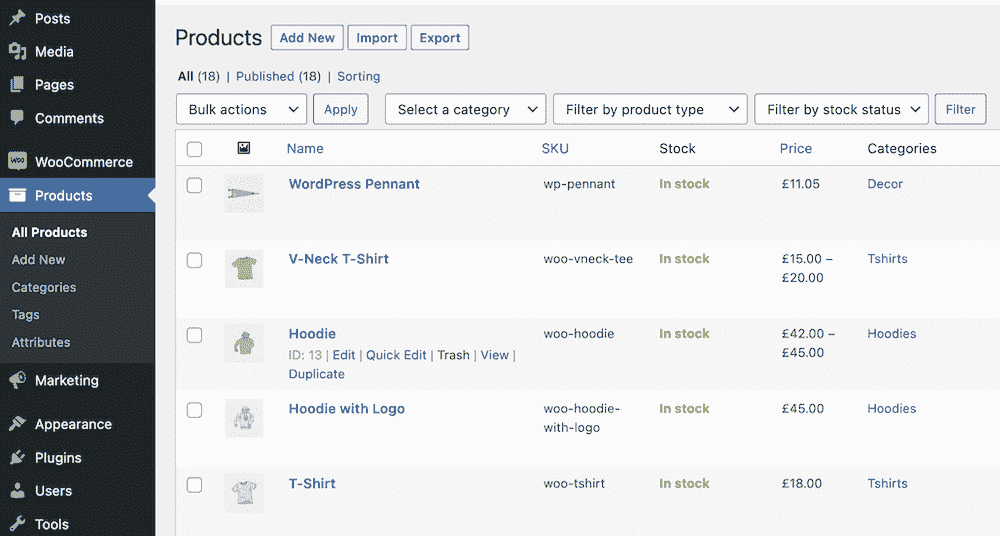 Posts
Media
Pages
Comments
WooCommerce
Products
All Products
Add New
Categories
Tags
Attributes
Marketing
Appearance
Plugins
Users
Tools
Products Add New Import Export
All (18) | Published (18) | Sorting
Bulk actions Apply Select a category Filter by product type Filter by stock status Filter
Name SKU Stock Price Categories
WordPress Pennant wp-pennant In stock £11.05 Decor
V-Neck T-Shirt woo-vneck-tee In stock £15.00 – Tshirts
£20.00
Hoodie woo-hoodie In stock £42.00 – Hoodies
ID: 13 | Edit | Quick Edit | Trash | View | £45.00
Duplicate
Hoodie with Logo woo-hoodie- In stock £45.00 Hoodies
with-logo
T-Shirt woo-tshirt In stock £18.00 Tshirts